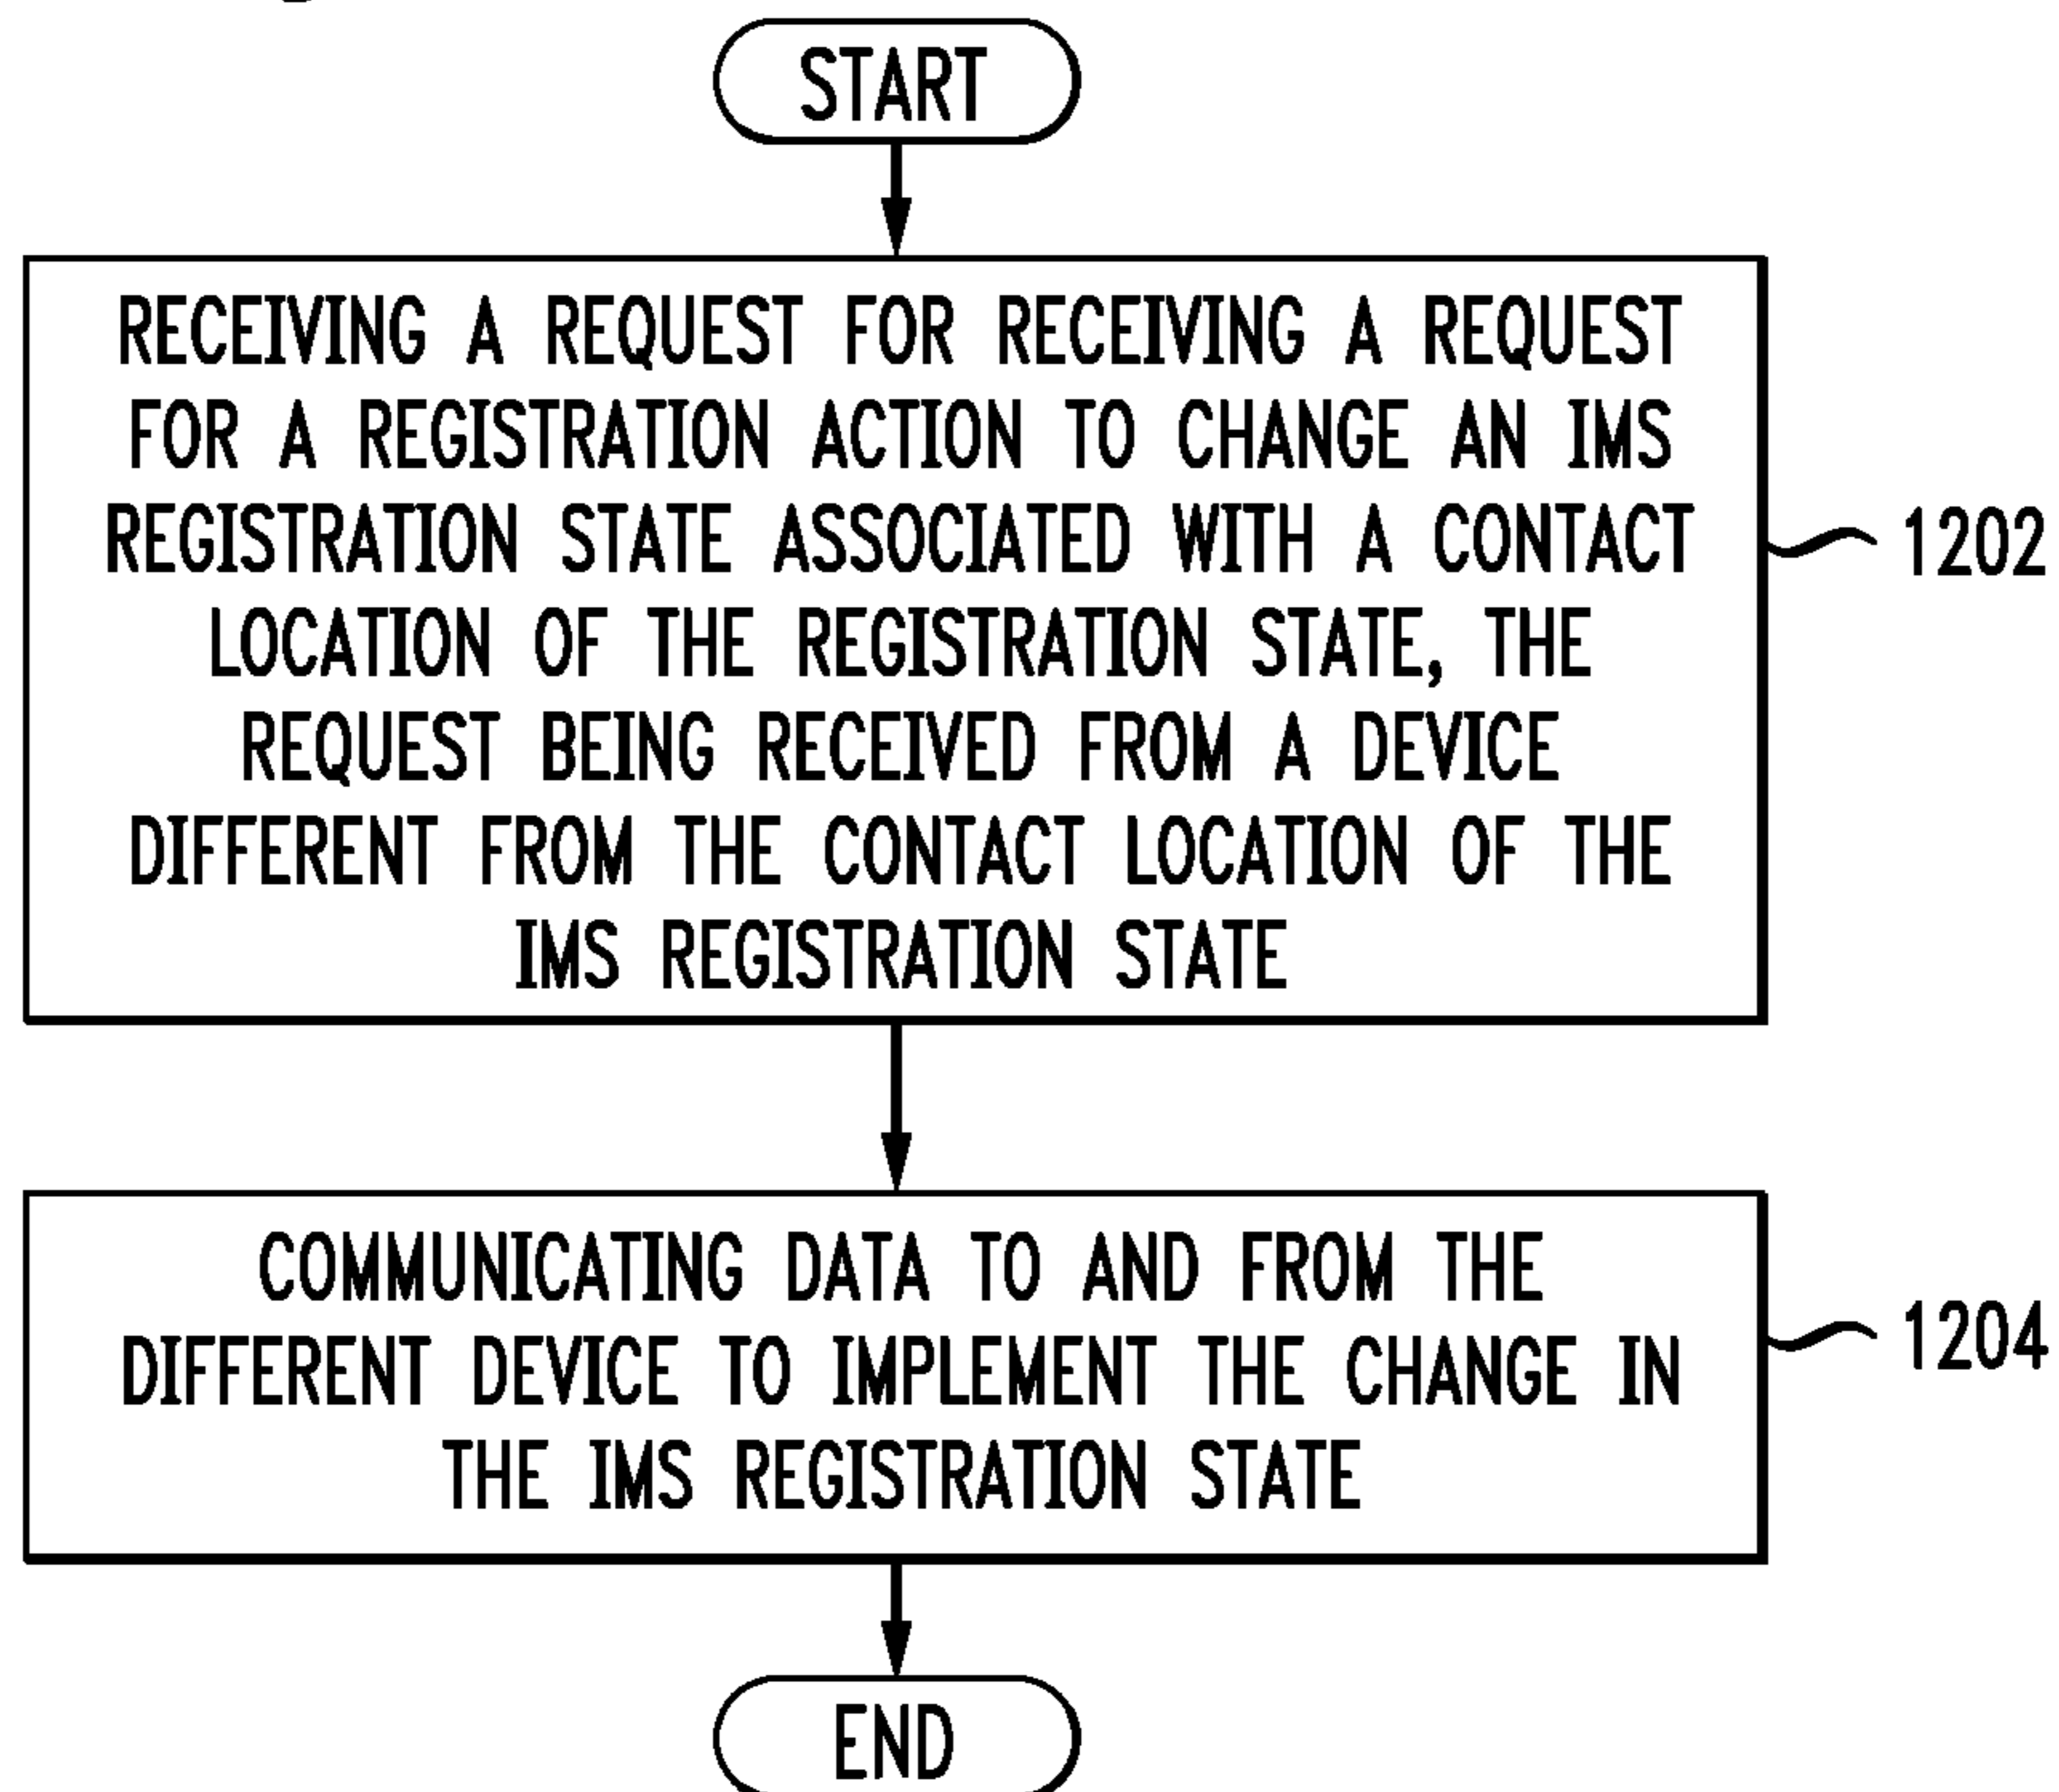 START
RECEIVING A REQUEST FOR RECEIVING A REQUEST
FOR A REGISTRATION ACTION TO CHANGE AN IMS
REGISTRATION STATE ASSOCIATED WITH A CONTACT
LOCATION OF THE REGISTRATION STATE, THE
REQUEST BEING RECEIVED FROM A DEVICE
DIFFERENT FROM THE CONTACT LOCATION OF THE
IMS REGISTRATION STATE
1202
COMMUNICATING DATA TO AND FROM THE
DIFFERENT DEVICE TO IMPLEMENT THE CHANGE IN
THE IMS REGISTRATION STATE
1204
END